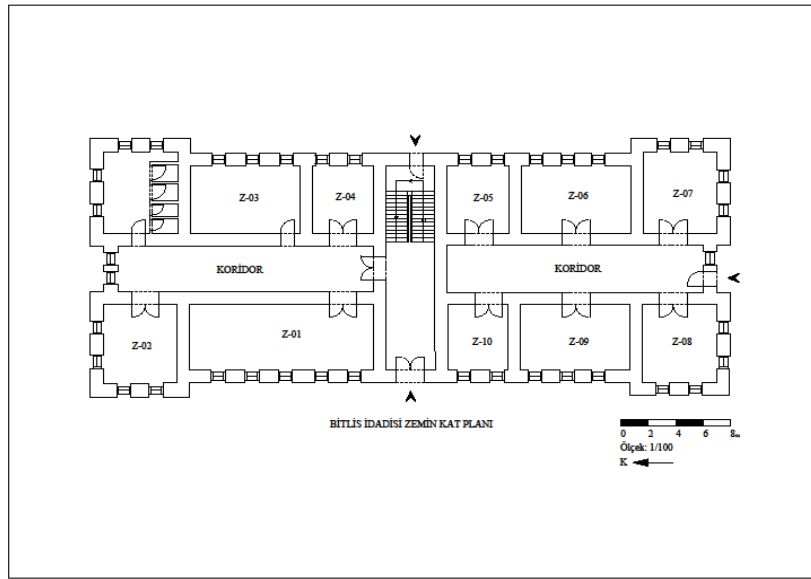 Z-03
Z-04
Z-05
Z-06
Z-07
KORİDOR
KORİDOR
Z-02
Z-01
Z-10
Z-09
Z-08
BİTLİS İDADİSİ ZEMİN KAT PLANI
0 2 4 6 8m
Ölçek: 1/100
K